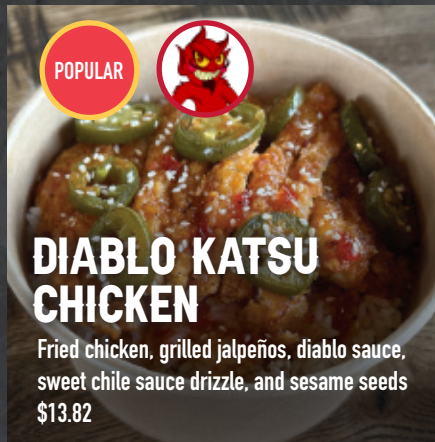 POPULAR
DIABLO KATSU
CHICKEN
Fried chicken, grilled jalpeños, diablo sauce,
sweet chile sauce drizzle, and sesame seeds
$13.82